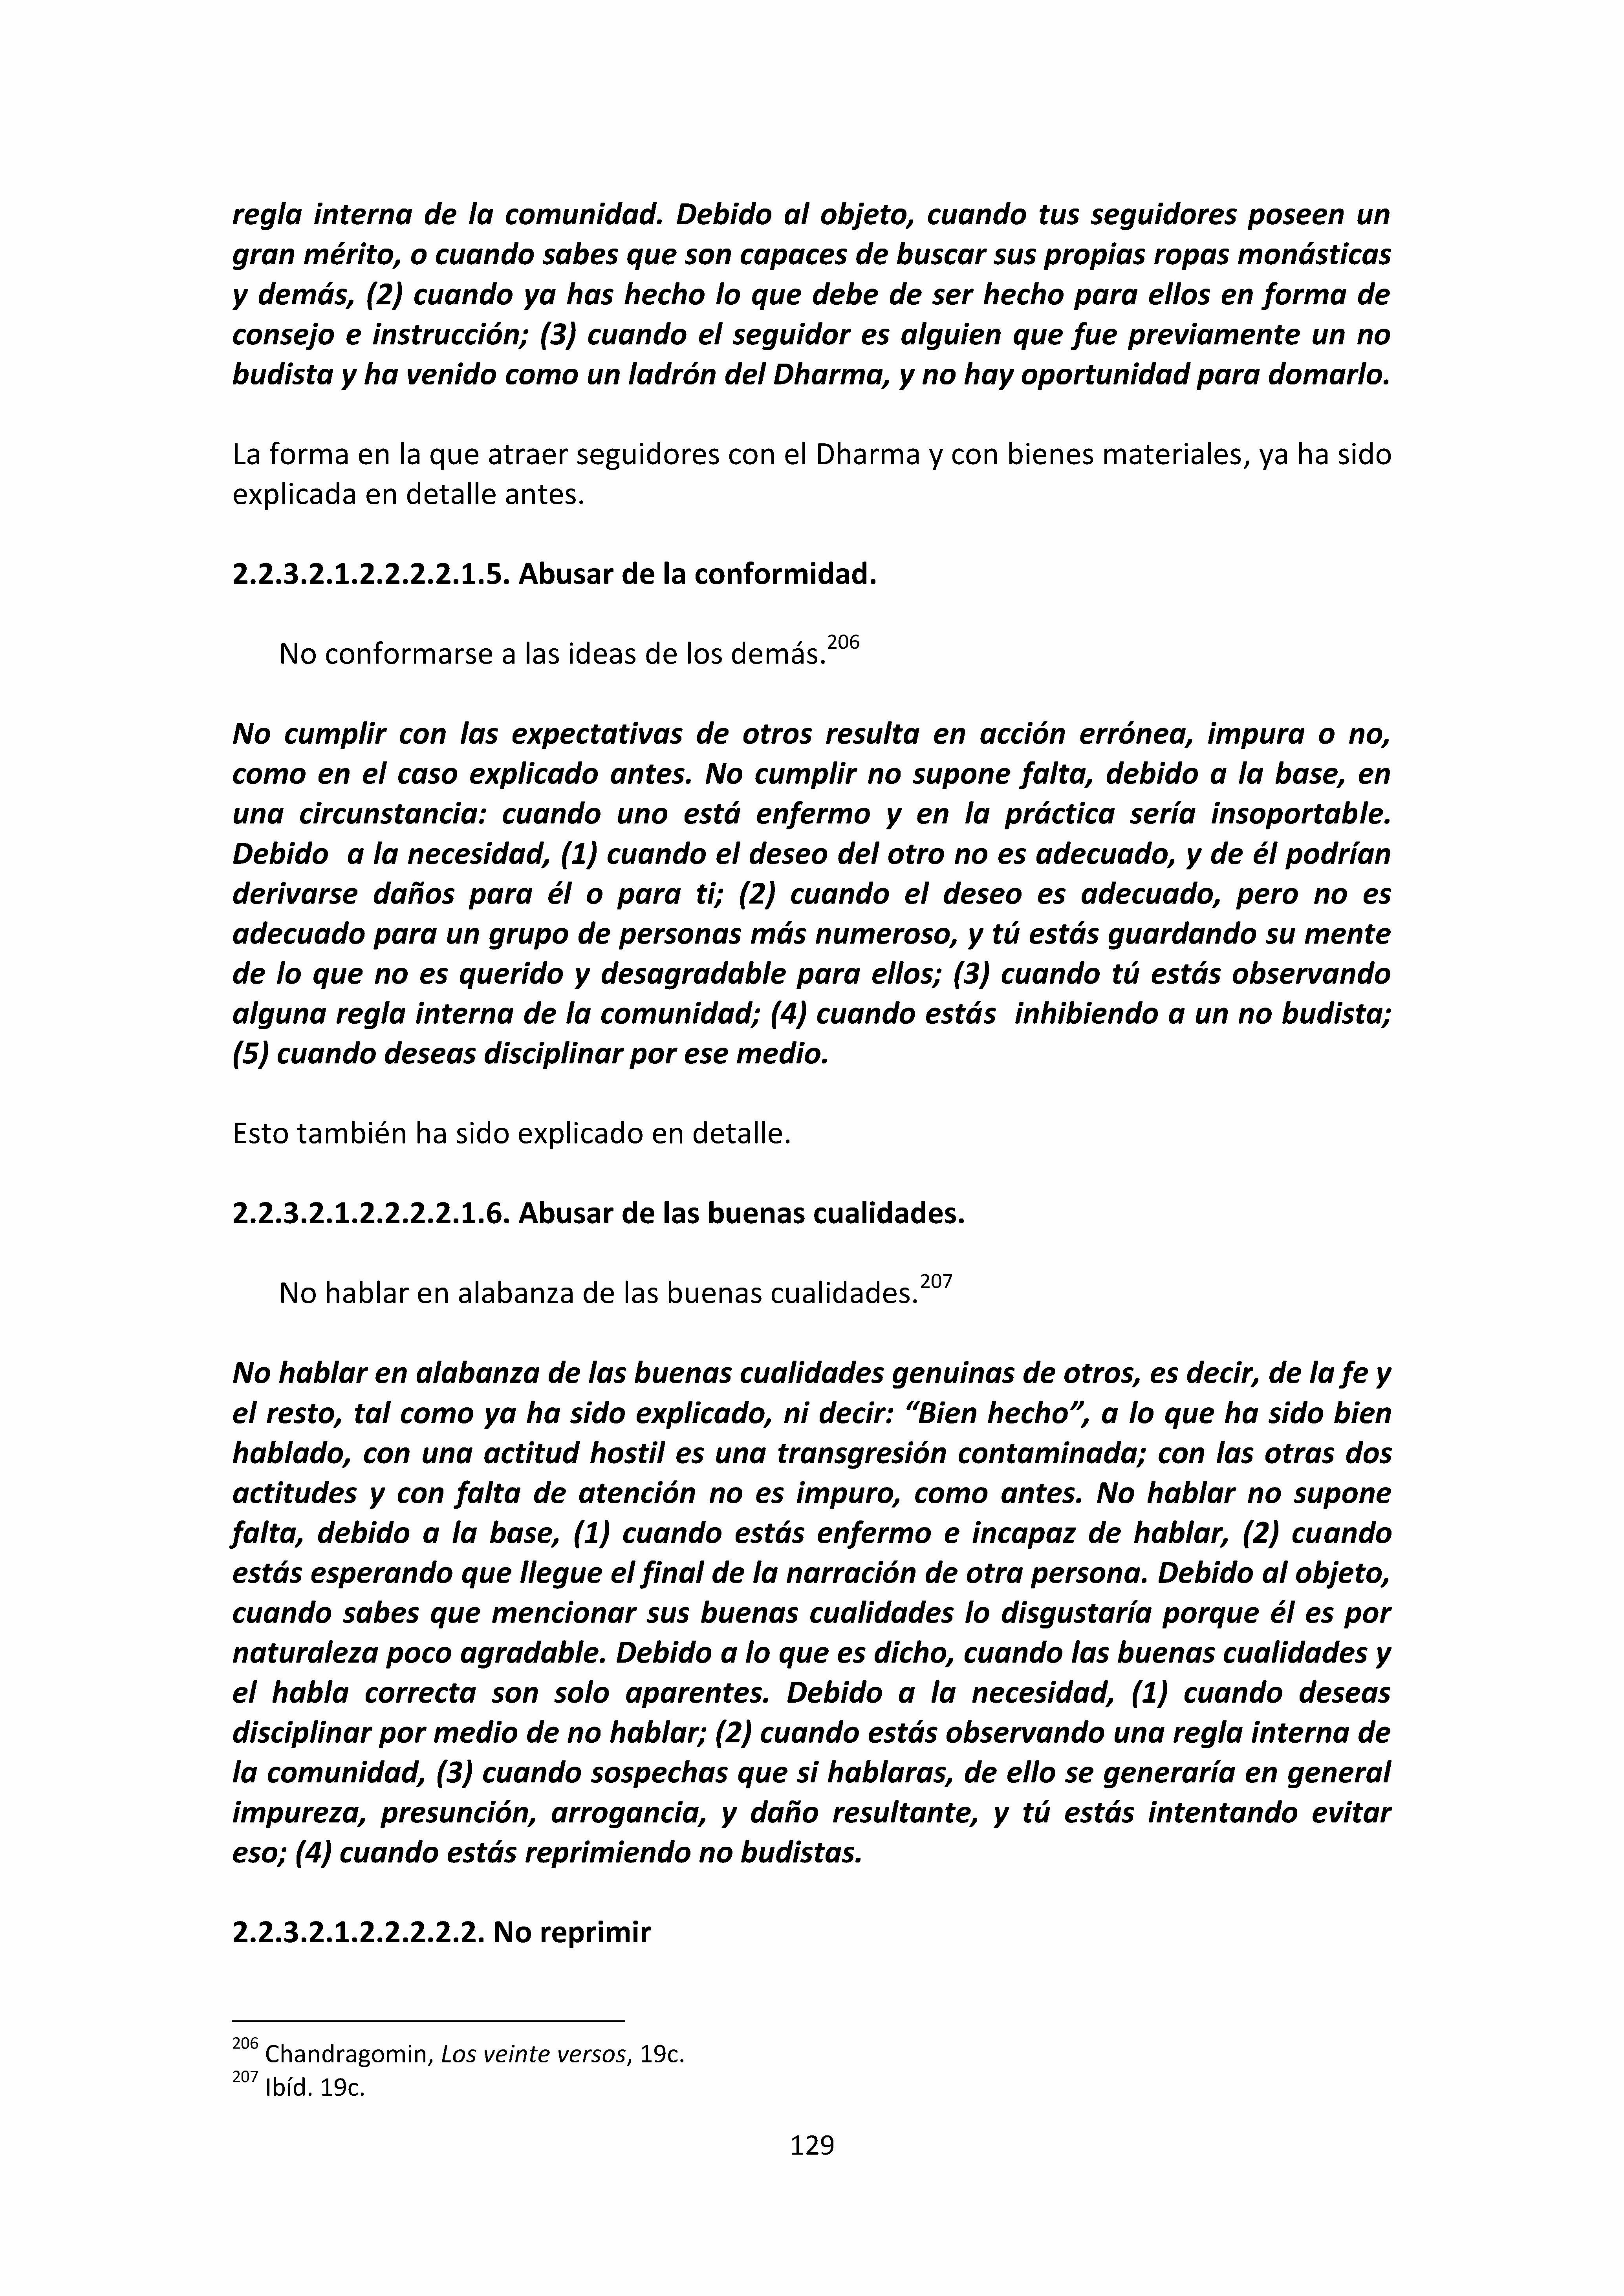 regla interna de la comunidad. Debido al objeto, cuando tus seguidores poseen un
gran mérito, o cuando sabes que son capaces de buscar sus propias ropas monásticas
y demás, (2) cuando ya has hecho lo que debe de ser hecho para ellos en forma de
consejo e instrucción; (3) cuando el seguidor es alguien que fue previamente un no
budista y ha venido como un ladrón del Dharma, y no hay oportunidad para domarlo.
La forma en la que atraer seguidores con el Dharma y con bienes materiales, ya ha sido
explicada en detalle antes.
2.2.3.2.1.2.2.2.2.1.5. Abusar de la conformidad.
No conformarse a las ideas de los demás.206
No cumplir con las expectativas de otros resulta en acción errónea, impura o no,
como en el caso explicado antes. No cumplir no supone falta, debido a la base, en
una circunstancia: cuando uno está enfermo y en la práctica sería insoportable.
Debido a la necesidad, (1) cuando el deseo del otro no es adecuado, y de él podrían
derivarse daños para él o para ti; (2) cuando el deseo es adecuado, pero no es
adecuado para un grupo de personas más numeroso, y tú estás guardando su mente
de lo que no es querido y desagradable para ellos; (3) cuando tú estás observando
alguna regla interna de la comunidad; (4) cuando estás inhibiendo a un no budista;
(5) cuando deseas disciplinar por ese medio.
Esto también ha sido explicado en detalle.
2.2.3.2.1.2.2.2.2.1.6. Abusar de las buenas cualidades.
No hablar en alabanza de las buenas cualidades.207
No hablar en alabanza de las buenas cualidades genuinas de otros, es decir, de la fe y
el resto, tal como ya ha sido explicado, ni decir: “Bien hecho”, a lo que ha sido bien
hablado, con una actitud hostil es una transgresión contaminada; con las otras dos
actitudes y con falta de atención no es impuro, como antes. No hablar no supone
falta, debido a la base, (1) cuando estás enfermo e incapaz de hablar, (2) cuando
estás esperando que llegue el final de la narración de otra persona. Debido al objeto,
cuando sabes que mencionar sus buenas cualidades lo disgustaría porque él es por
naturaleza poco agradable. Debido a lo que es dicho, cuando las buenas cualidades y
el habla correcta son solo aparentes. Debido a la necesidad, (1) cuando deseas
disciplinar por medio de no hablar; (2) cuando estás observando una regla interna de
la comunidad, (3) cuando sospechas que si hablaras, de ello se generaría en general
impureza, presunción, arrogancia, y daño resultante, y tú estás intentando evitar
eso; (4) cuando estás reprimiendo no budistas.
2.2.3.2.1.2.2.2.2.2. No reprimir
206 Chandragomin, Los veinte versos, 19c.
207 Ibíd. 19c.
129